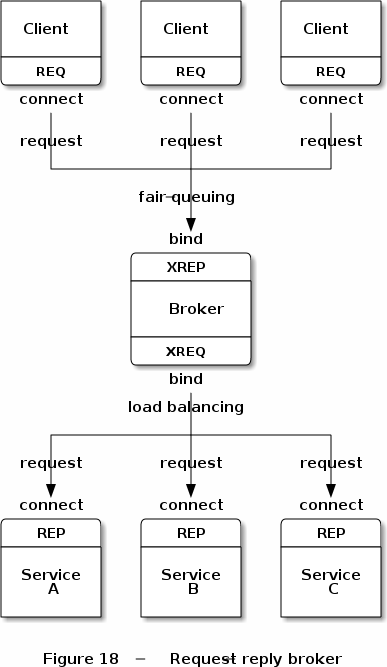 Client Client Client
REQ REQ REQ
connect connect connect
request request request
fair-queuing
bind
XREP
Broker
XREQ
bind
load balancing
request request request
connect connect connect
REP REP REP
Service Service Service
A B C
Figure 18 – Request reply broker